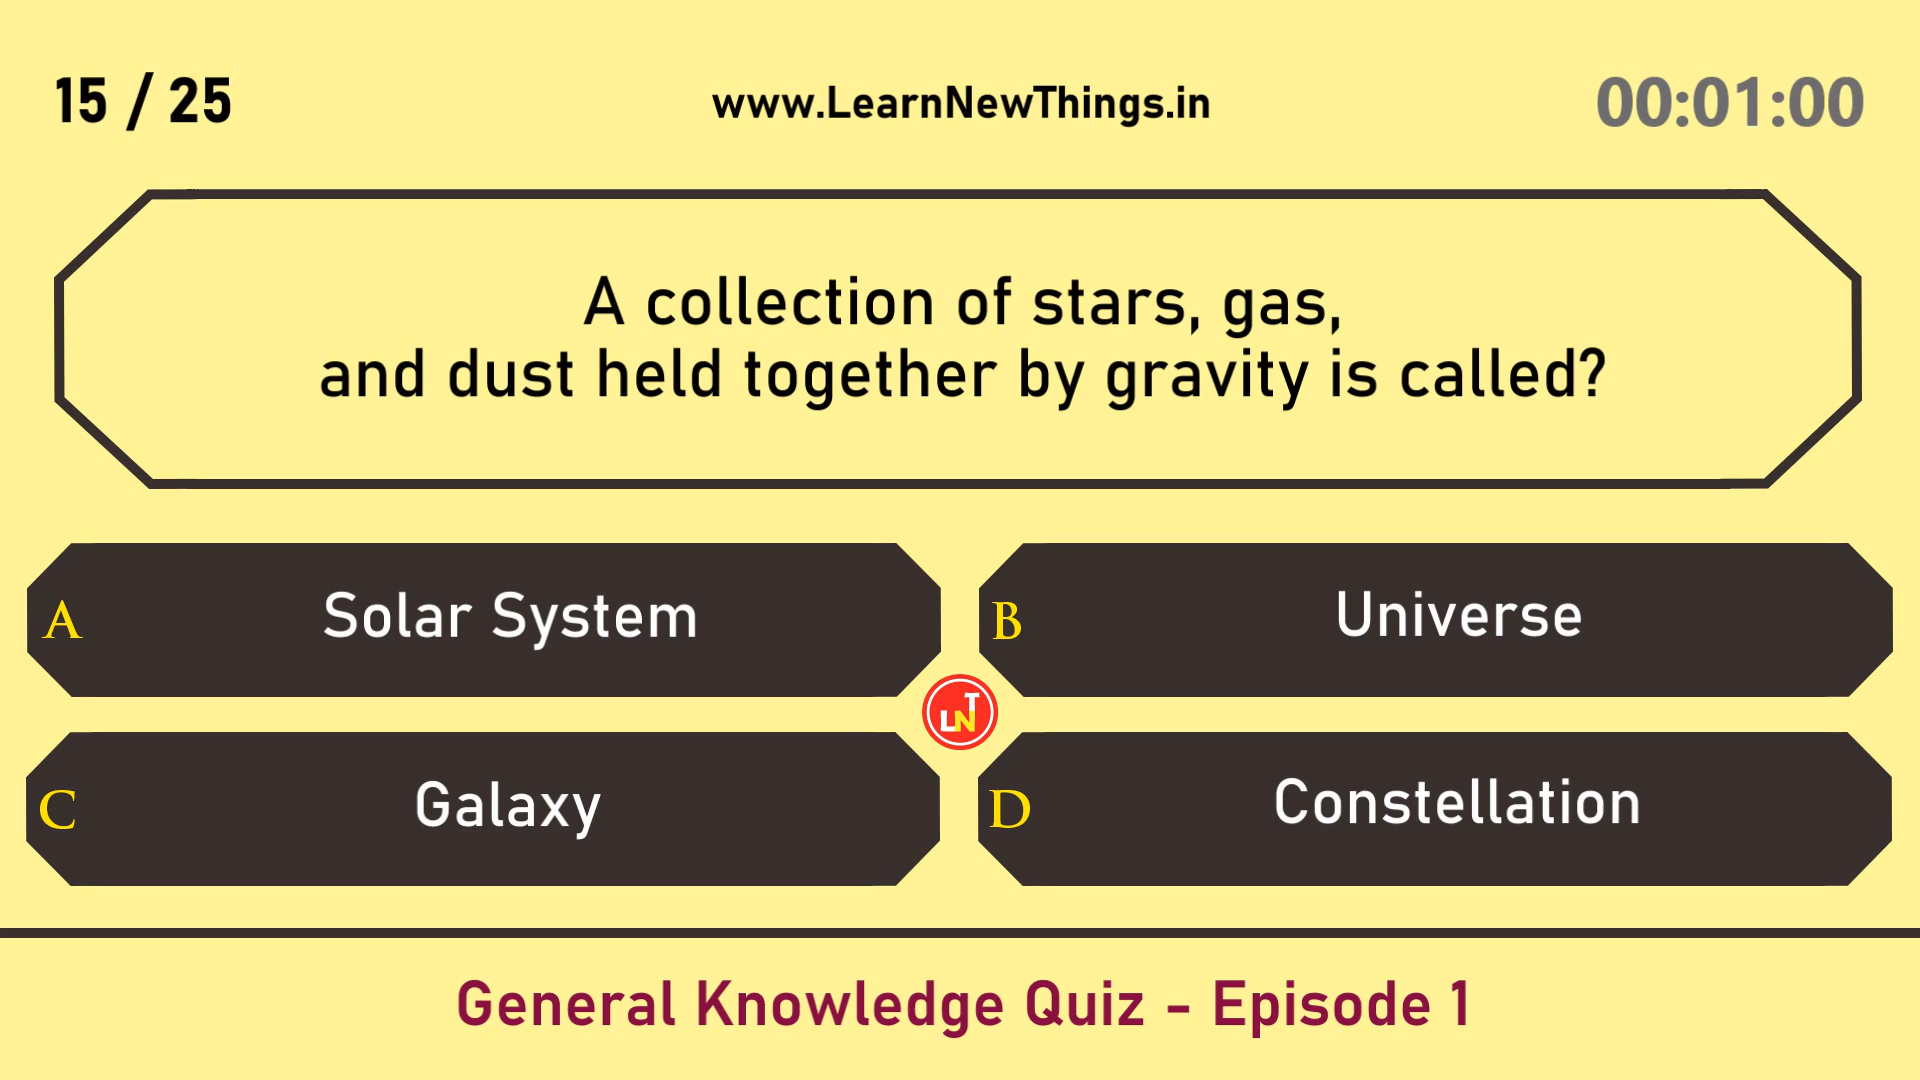 15 / 25
www.LearnNewThings.in
00:01:00
A collection of stars, gas,
and dust held together by gravity is called?
A Solar System
B Universe
LNT
C Galaxy
D Constellation
General Knowledge Quiz - Episode 1